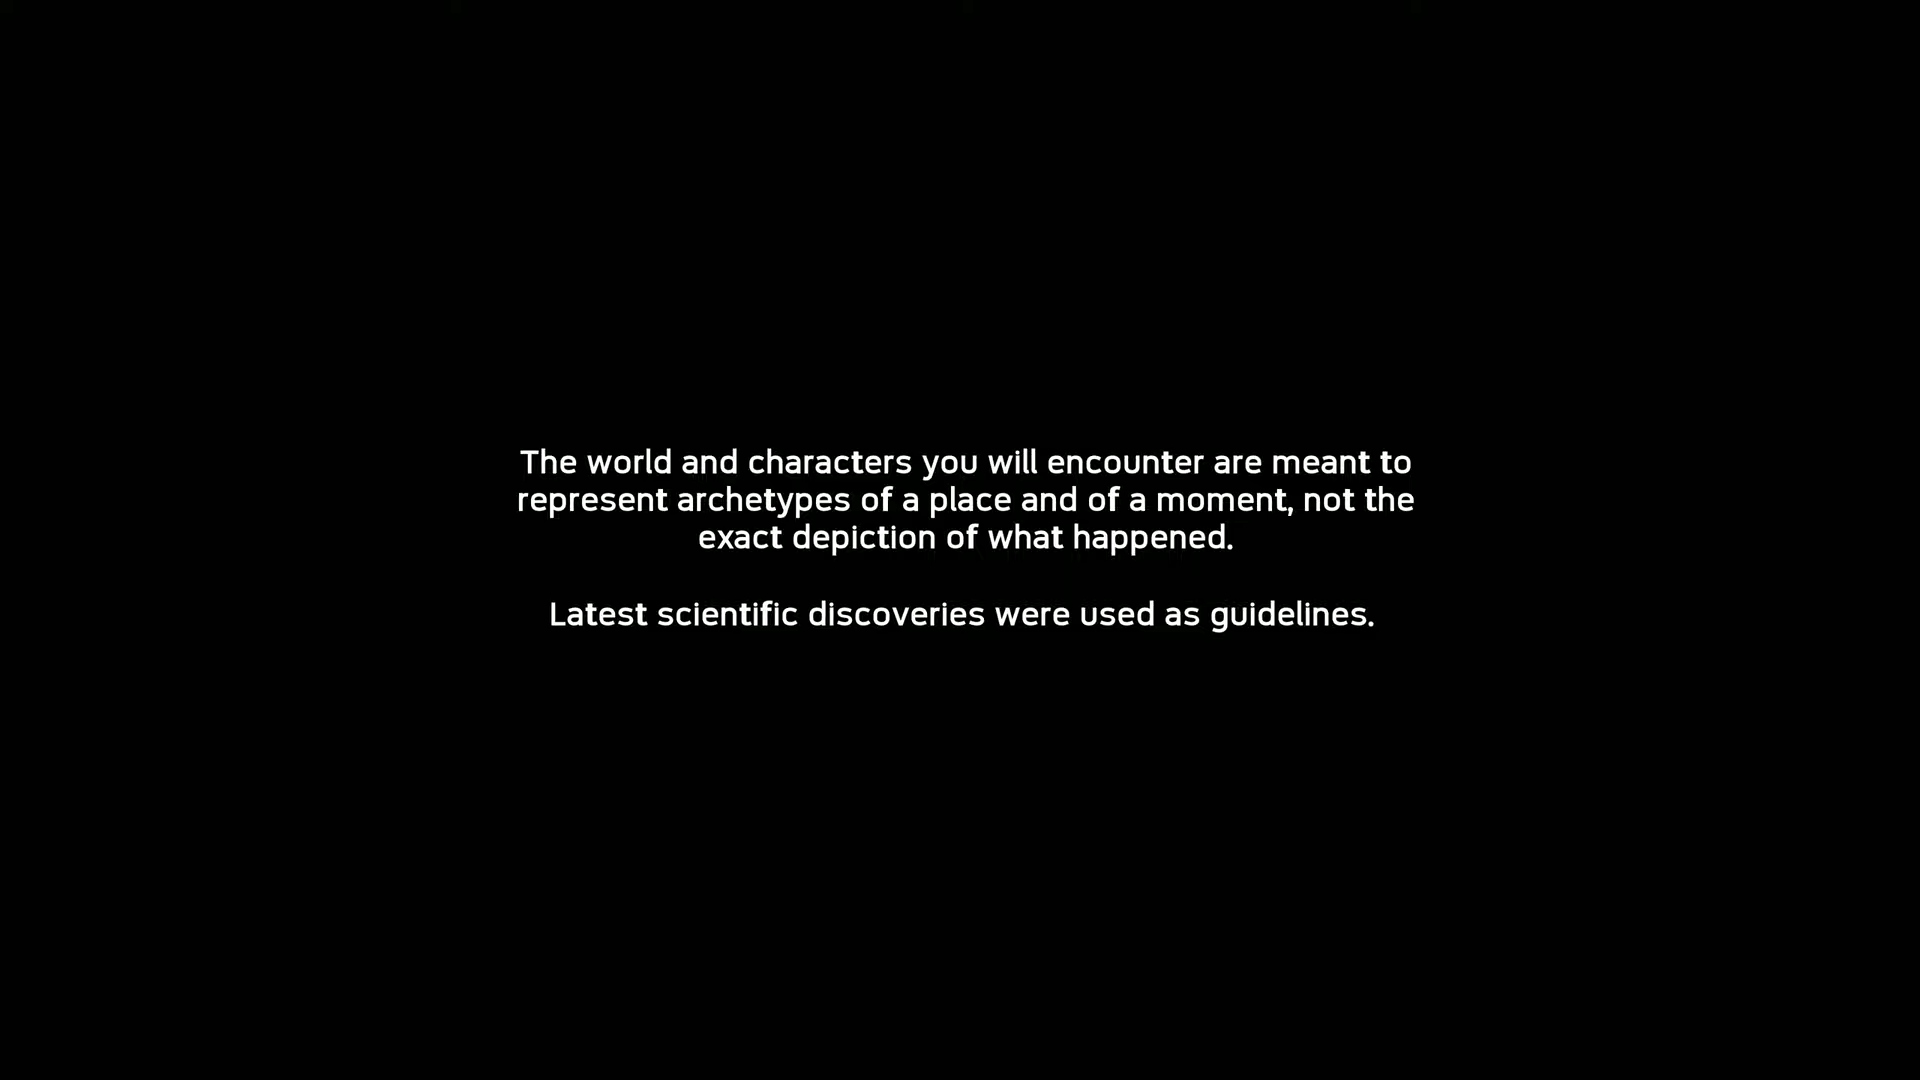 The world and characters you will encounter are meant to
represent archetypes of a place and of a moment, not the
exact depiction of what happened.
Latest scientific discoveries were used as guidelines.